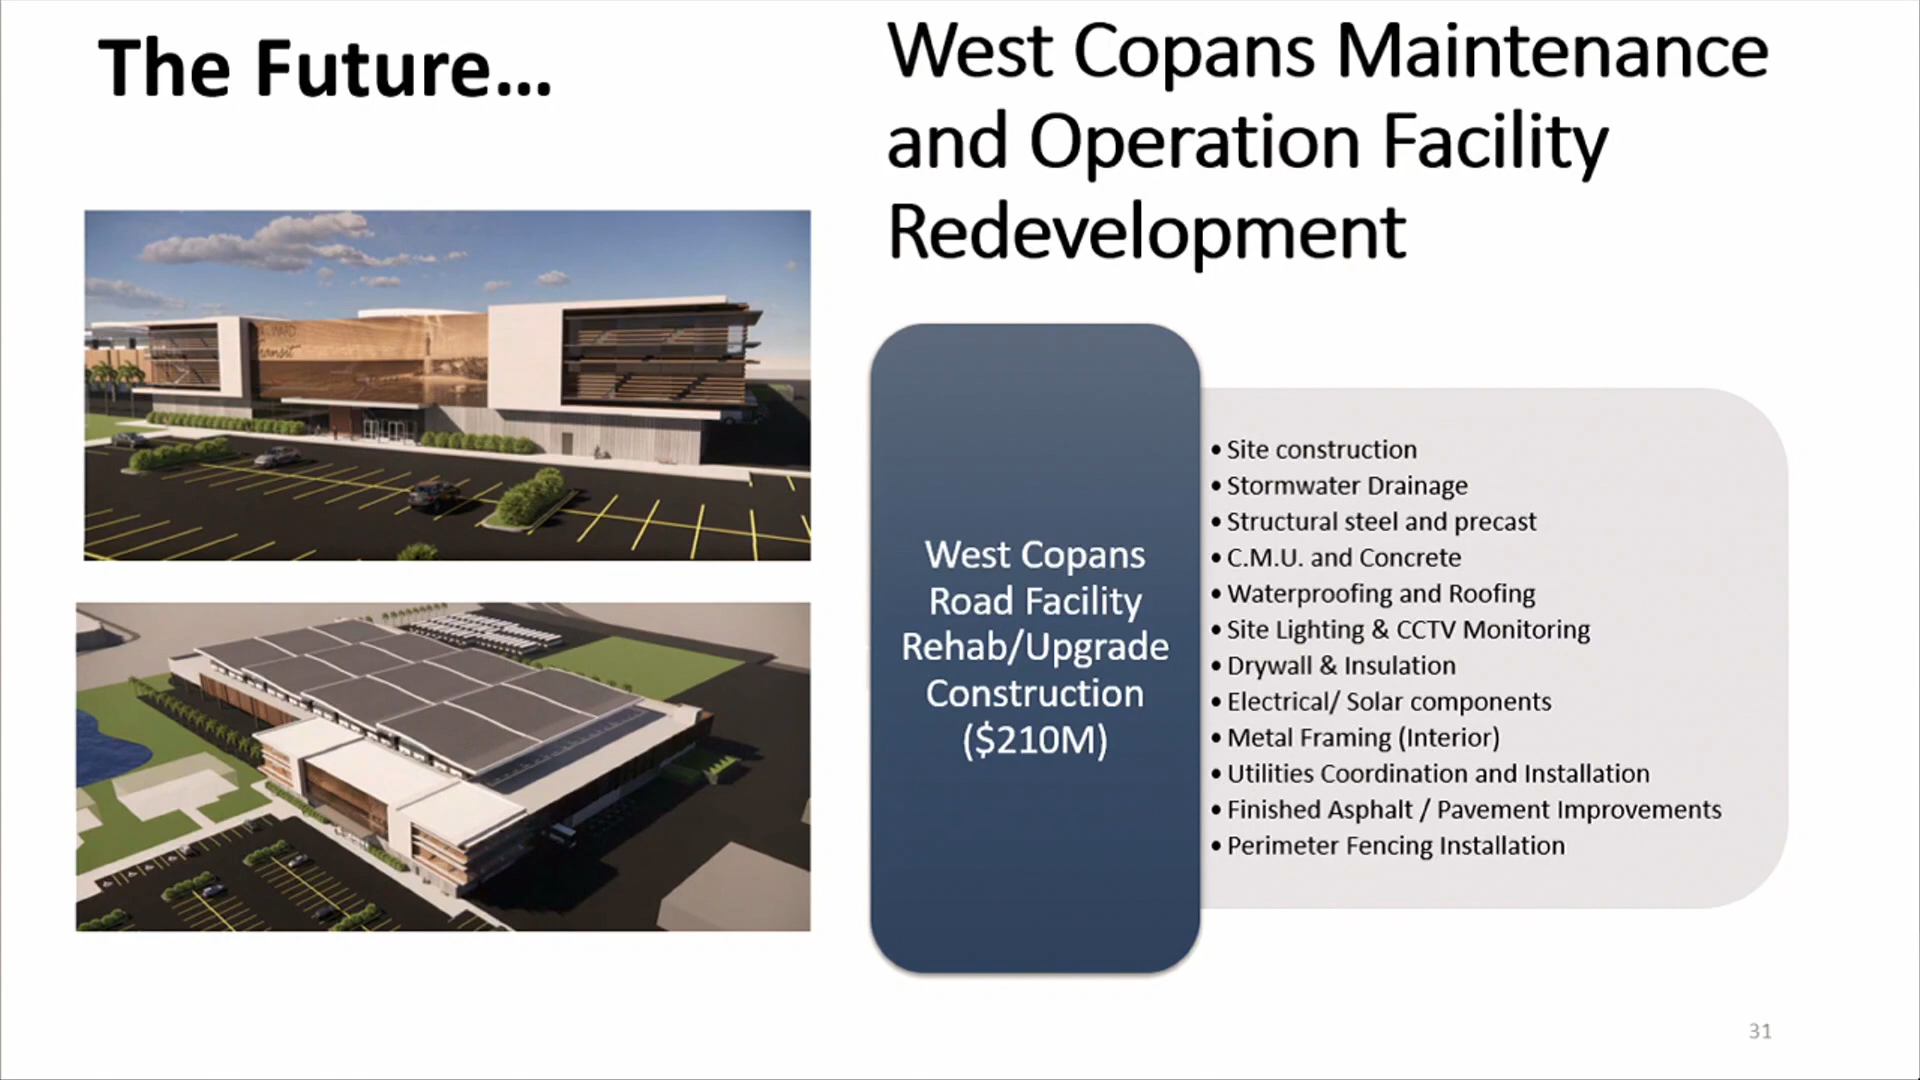 The Future...
West Copans Maintenance
and Operation Facility
Redevelopment
West Copans
Road Facility
Rehab/Upgrade
Construction
($210M)
• Site construction
• Stormwater Drainage
• Structural steel and precast
• C.M.U. and Concrete
• Waterproofing and Roofing
• Site Lighting & CCTV Monitoring
• Drywall & Insulation
• Electrical/ Solar components
• Metal Framing (Interior)
• Utilities Coordination and Installation
• Finished Asphalt / Pavement Improvements
• Perimeter Fencing Installation
31